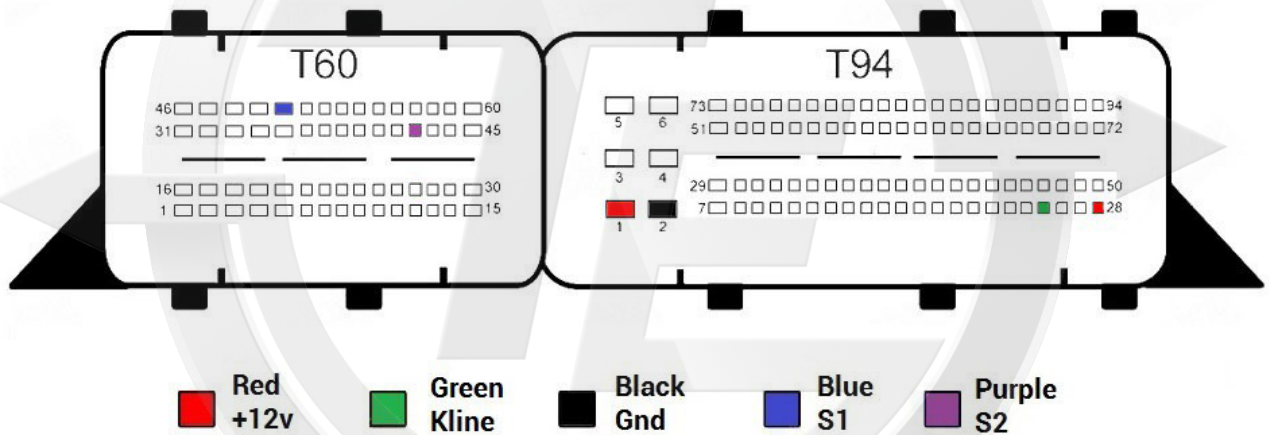 T60
T94
46 60
31 45
16 30
1 15
5 6
3 4
1 2
73 94
51 72
29 50
7 28
Red
+12v
Green
Kline
Black
Gnd
Blue
S1
Purple
S2